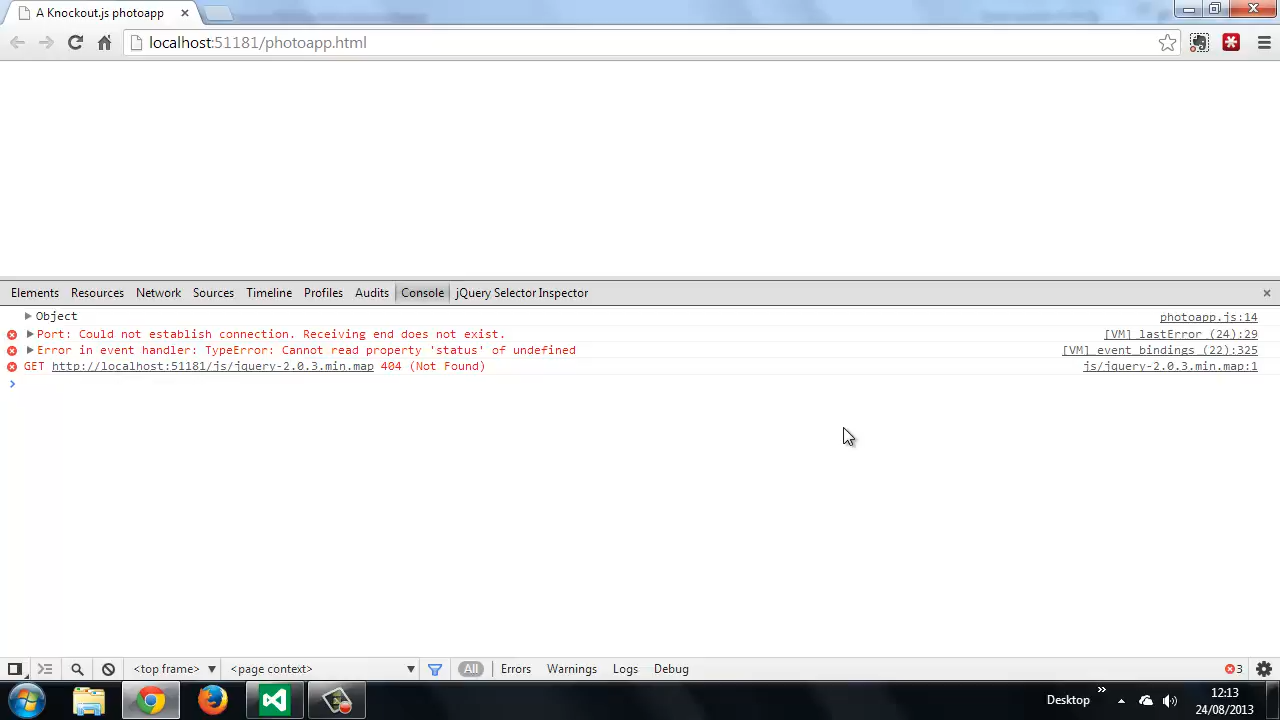 A Knockout.js photoapp
localhost:51181/photoapp.html
Elements Resources Network Sources Timeline Profiles Audits Console jQuery Selector Inspector
Object photoapp.js:14
Port: Could not establish connection. Receiving end does not exist. [VM] lastError (24):29
Error in event handler: TypeError: Cannot read property 'status' of undefined [VM] event_bindings (22):325
GET http://localhost:51181/js/jquery-2.0.3.min.map 404 (Not Found) js/jquery-2.0.3.min.map:1
<top frame> <page context> All Errors Warnings Logs Debug 3
Desktop
12:13
24/08/2013